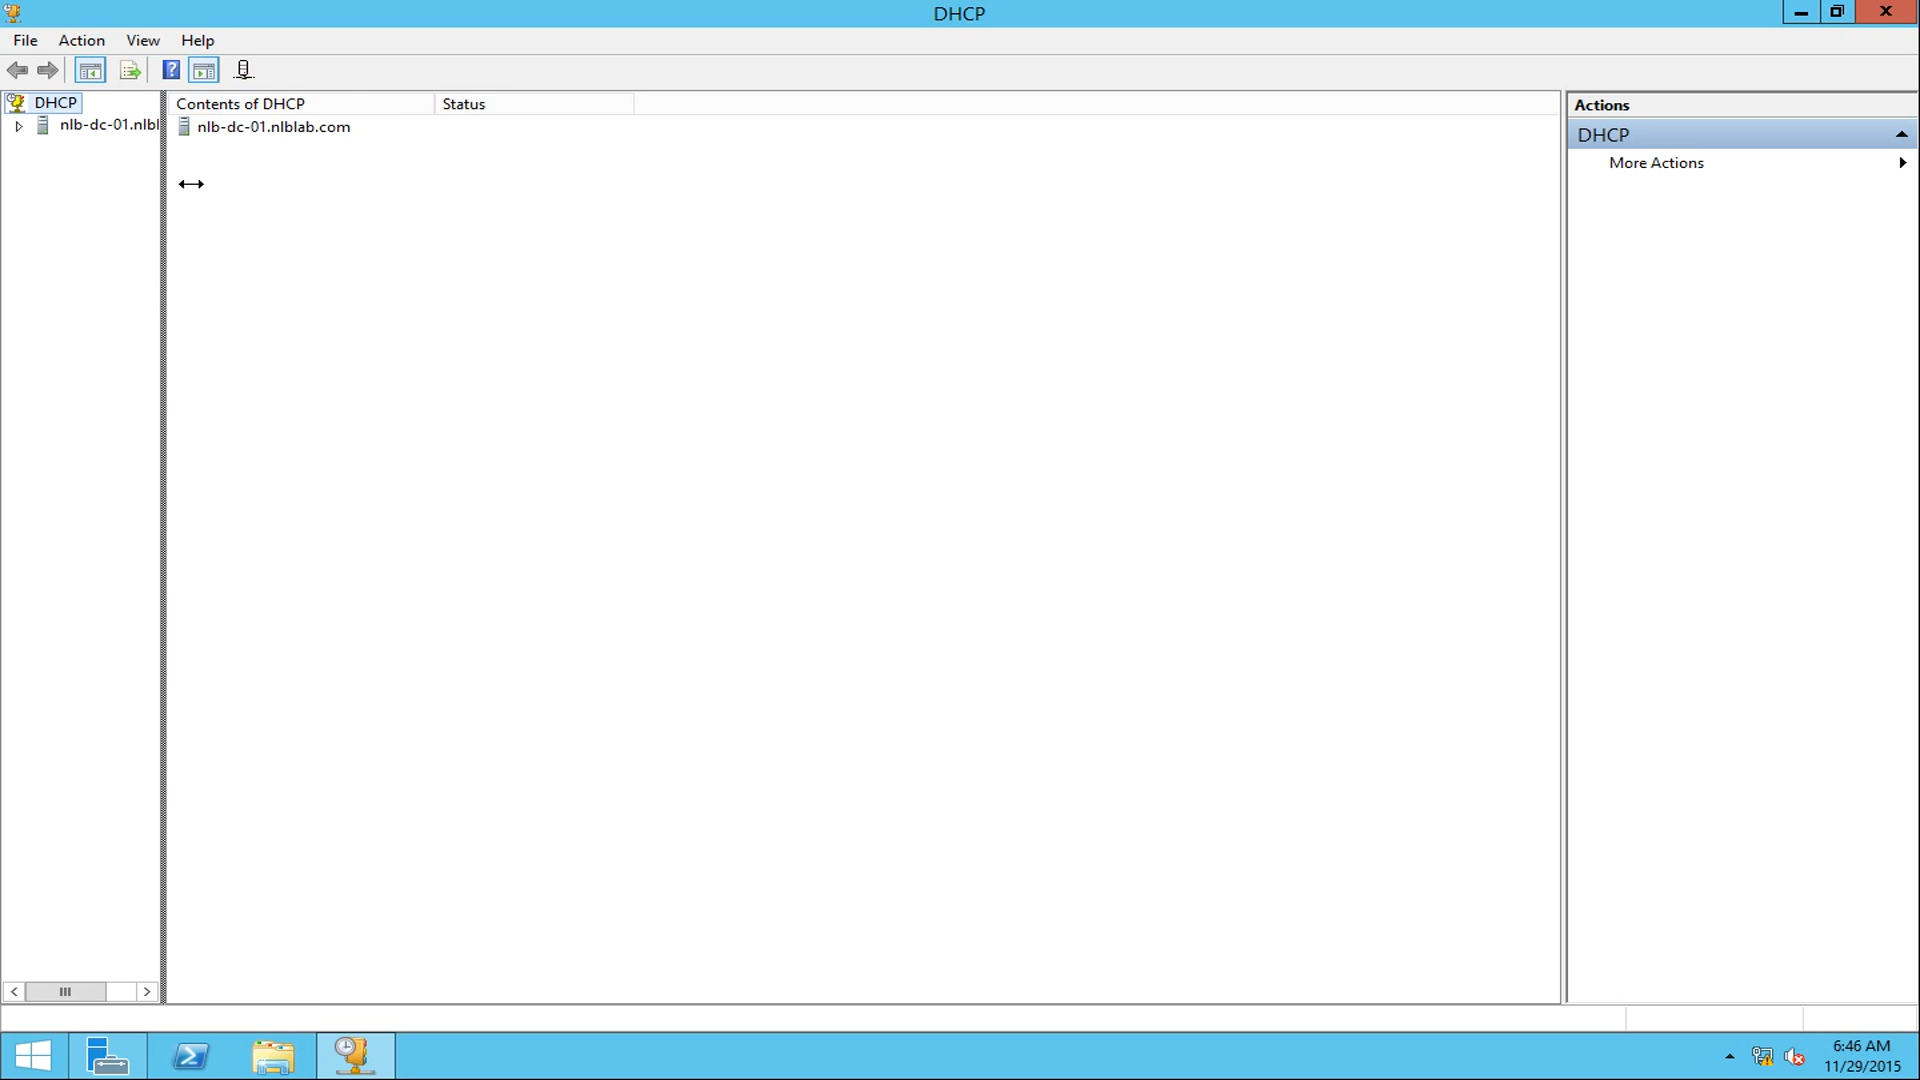 DHCP
File Action View Help
DHCP
nlb-dc-01.nlbl
Contents of DHCP Status
nlb-dc-01.nlblab.com
Actions
DHCP
More Actions
6:46 AM
11/29/2015